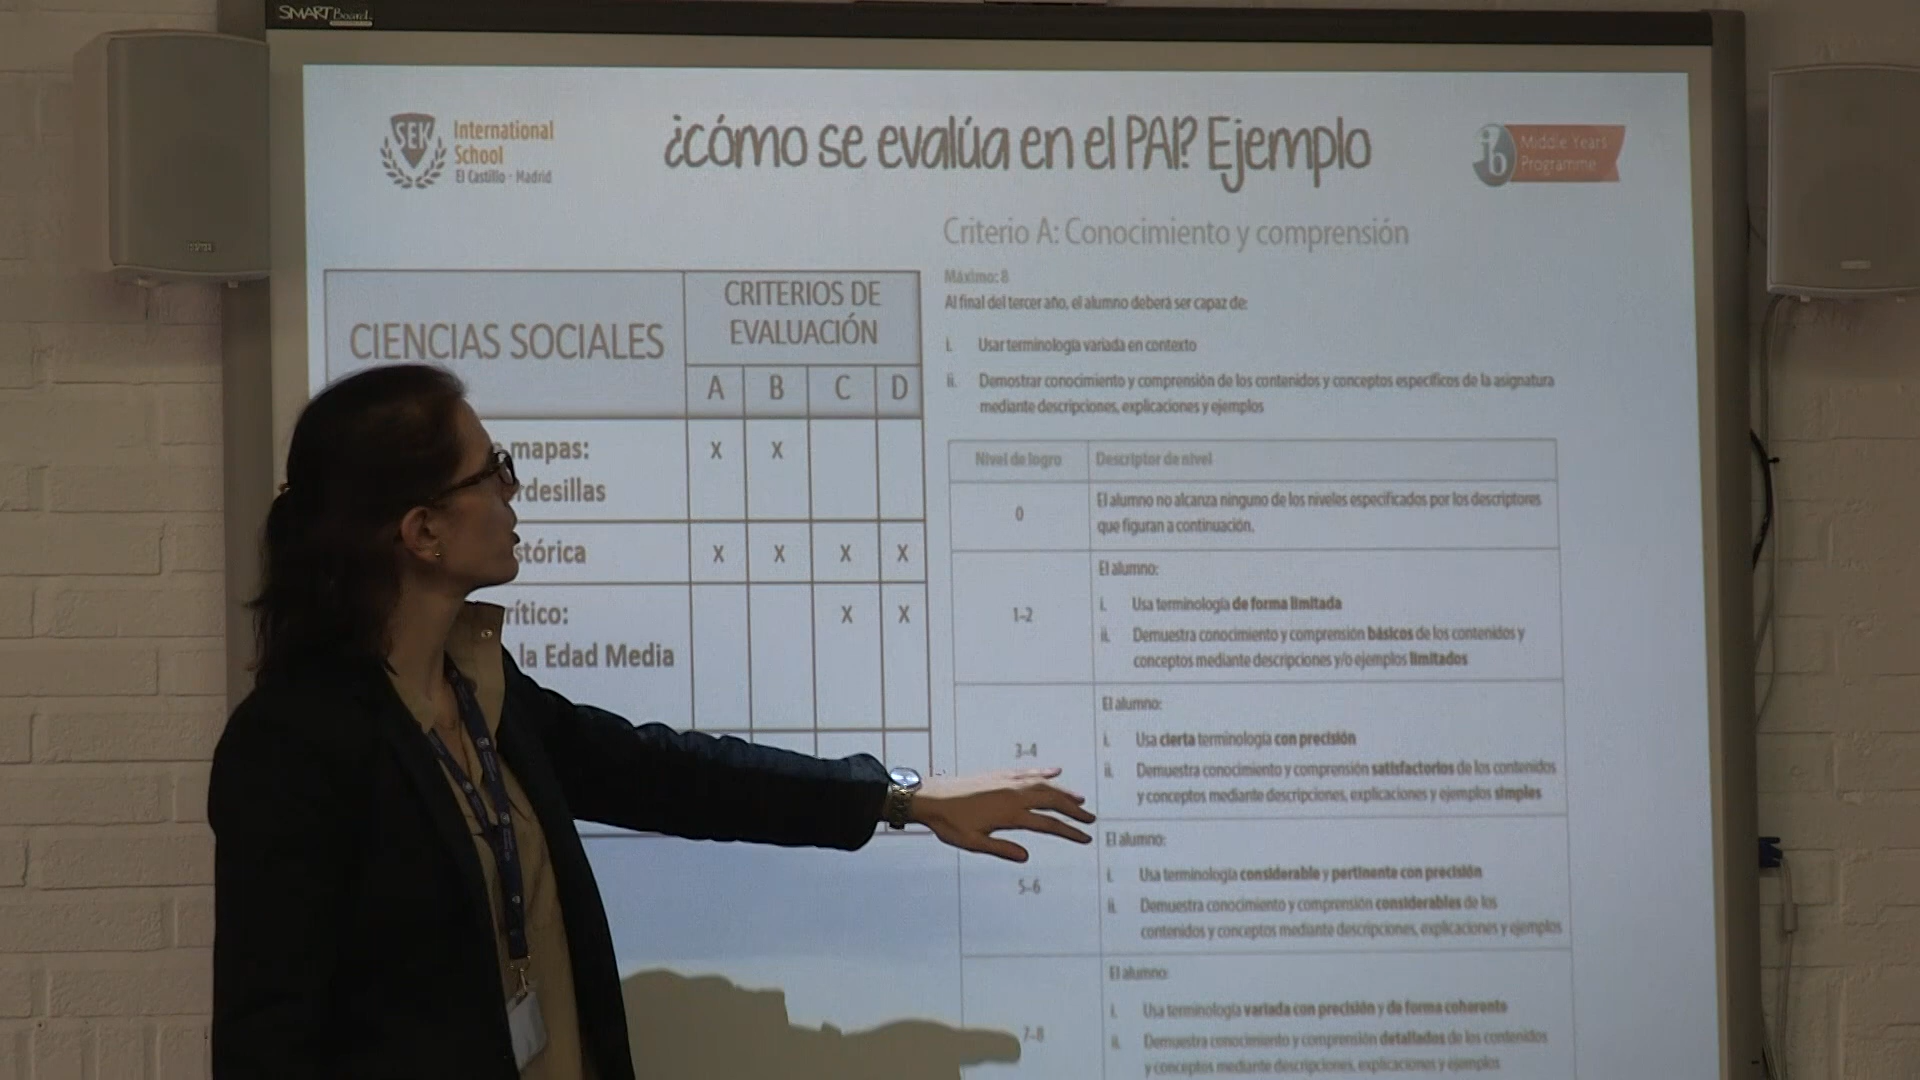 SMART Board
SEK
International
School
El Castillo - Madrid
¿cómo se evalúa en el PAI? Ejemplo
ib
Middle Years
Programme
CIENCIAS SOCIALES
CRITERIOS DE
EVALUACIÓN
A B C D
mapas:
rdesillas
X X
stórica
X X X X
rítico:
la Edad Media
X X
Criterio A: Conocimiento y comprensión
Máximo: 8
Al final del tercer año, el alumno deberá ser capaz de:
i. Usar terminología variada en contexto
ii. Demostrar conocimiento y comprensión de los contenidos y conceptos específicos de la asignatura
mediante descripciones, explicaciones y ejemplos
Nivel de logro Descriptor de nivel
0
El alumno no alcanza ninguno de los niveles especificados por los descriptores
que figuran a continuación.
1-2
El alumno:
i. Usa terminología de forma limitada
ii. Demuestra conocimiento y comprensión básicos de los contenidos y
conceptos mediante descripciones y/o ejemplos limitados
3-4
El alumno:
i. Usa cierta terminología con precisión
ii. Demuestra conocimiento y comprensión satisfactorios de los contenidos
y conceptos mediante descripciones, explicaciones y ejemplos simples
5-6
El alumno:
i. Usa terminología considerable y pertinente con precisión
ii. Demuestra conocimiento y comprensión considerables de los
contenidos y conceptos mediante descripciones, explicaciones y ejemplos
7-8
El alumno:
i. Usa terminología variada con precisión y de forma coherente
ii. Demuestra conocimiento y comprensión detallados de los contenidos
y conceptos mediante descripciones, explicaciones y ejemplos